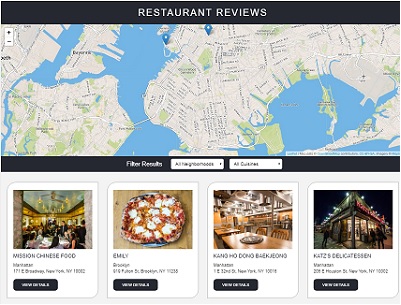 RESTAURANT REVIEWS
+
-
Bayonne
Filter Results All Neighborhoods All Cuisines
MISSION CHINESE FOOD
Manhattan
171 E Broadway, New York, NY 10002
VIEW DETAILS
EMILY
Brooklyn
919 Fulton St, Brooklyn, NY 11238
VIEW DETAILS
KANG HO DONG BAEKJEONG
Manhattan
1 E 32nd St, New York, NY 10016
VIEW DETAILS
KATZ'S DELICATESSEN
Manhattan
205 E Houston St, New York, NY 10002
VIEW DETAILS